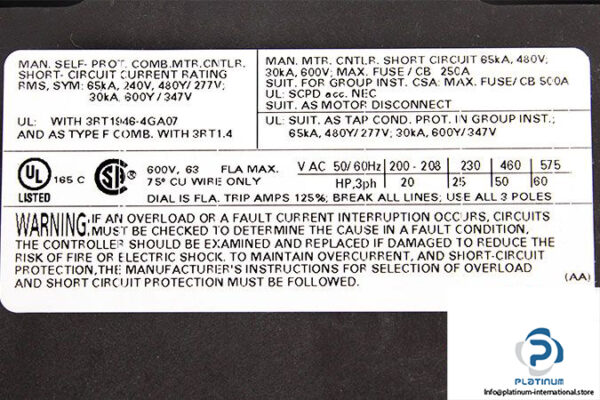 MAN. SELF- PROT. COMB.MTR.CNTLR.
SHORT- CIRCUIT CURRENT RATING
RMS, SYM: 65kA, 240V, 480Y/ 277V;
30kA, 600Y / 347V
UL: WITH 3RT1946-4GA07
AND AS TYPE F COMB. WITH 3RT1.4
MAN. MTR. CNTLR. SHORT CIRCUIT 65kA, 480V;
30kA, 600V; MAX. FUSE / CB 250A
SUIT. FOR GROUP INST. CSA: MAX. FUSE/ CB 500A
UL: SCPD acc. NEC
SUIT. AS MOTOR DISCONNECT
UL: SUIT. AS TAP COND. PROT. IN GROUP INST.;
65kA, 480Y/ 277V; 30kA, 600Y/ 347V
UL
LISTED
165 C
SA
®
600V, 63 FLA MAX.
75° CU WIRE ONLY
V AC 50/ 60Hz 200 - 208 230 460 575
HP, 3ph 20 25 50 60
DIAL IS FLA. TRIP AMPS 125%; BREAK ALL LINES; USE ALL 3 POLES
WARNING: IF AN OVERLOAD OR A FAULT CURRENT INTERRUPTION OCCURS, CIRCUITS
MUST BE CHECKED TO DETERMINE THE CAUSE IN A FAULT CONDITION,
THE CONTROLLER SHOULD BE EXAMINED AND REPLACED IF DAMAGED TO REDUCE THE
RISK OF FIRE OR ELECTRIC SHOCK. TO MAINTAIN OVERCURRENT, AND SHORT-CIRCUIT
PROTECTION, THE MANUFACTURER'S INSTRUCTIONS FOR SELECTION OF OVERLOAD
AND SHORT CIRCUIT PROTECTION MUST BE FOLLOWED.
(AA)
PLATINUM
Info@platinum-international.store